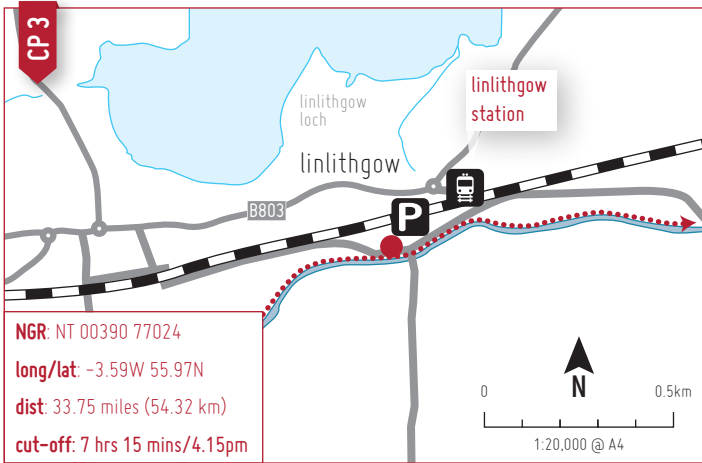 CP 3
linlithgow
loch
linlithgow
station
linlithgow
B803
P
NGR: NT 00390 77024
long/lat: -3.59W 55.97N
dist: 33.75 miles (54.32 km)
cut-off: 7 hrs 15 mins/4.15pm
N
0 0.5km
1:20,000 @ A4